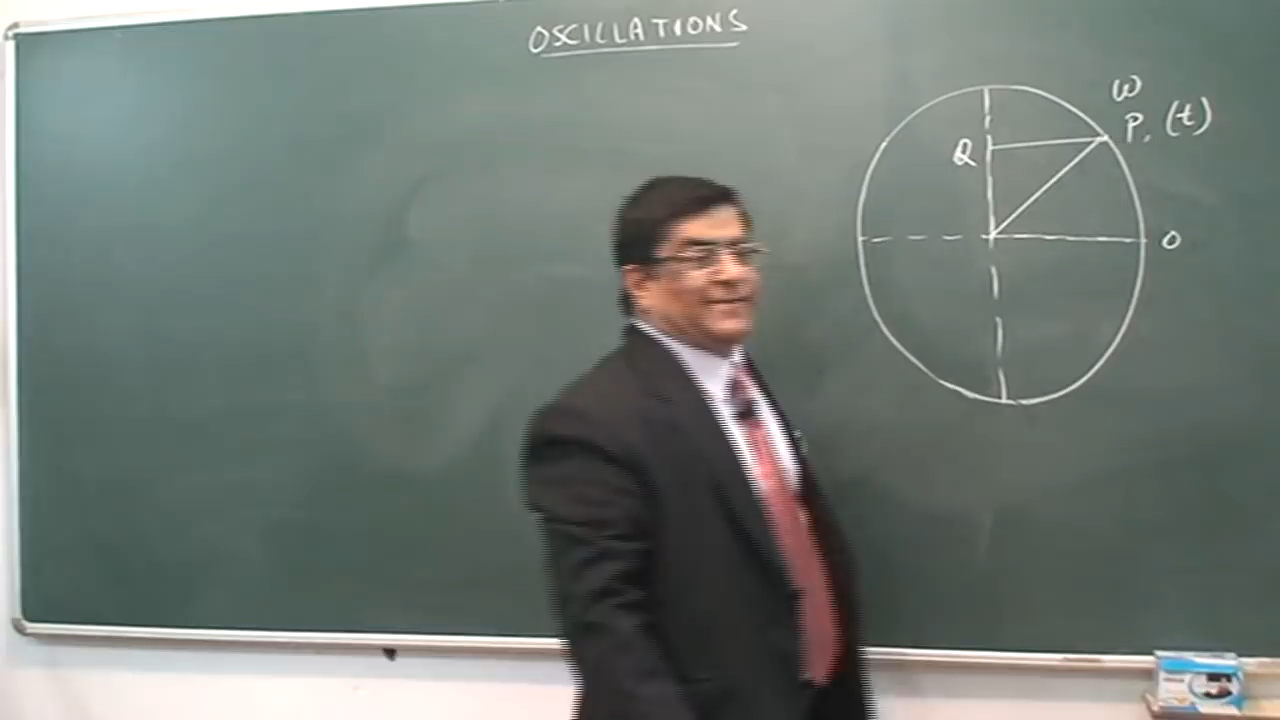 OSCILLATIONS
ω
P, (t)
Q
O